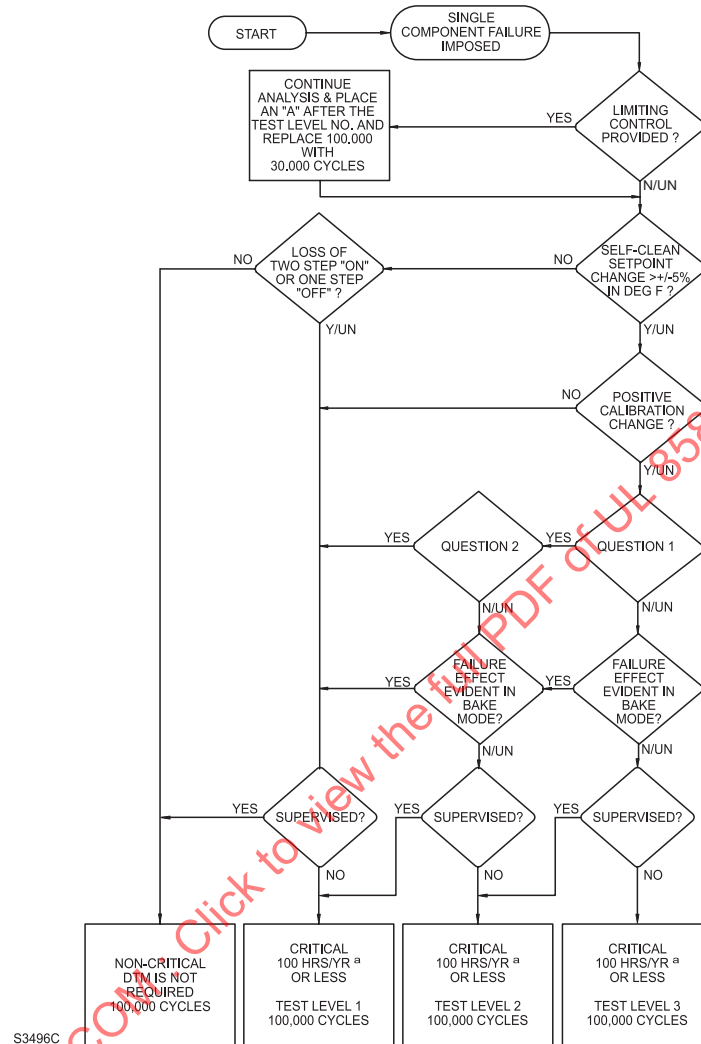 START
SINGLE
COMPONENT FAILURE
IMPOSED
CONTINUE
ANALYSIS & PLACE
AN "A" AFTER THE
TEST LEVEL NO. AND
REPLACE 100.000
WITH
30.000 CYCLES
YES
LIMITING
CONTROL
PROVIDED ?
N/UN
NO
LOSS OF
TWO STEP "ON"
OR ONE STEP
"OFF" ?
Y/UN
NO
SELF-CLEAN
SETPOINT
CHANGE >+/-5%
IN DEG F ?
Y/UN
NO
POSITIVE
CALIBRATION
CHANGE ?
Y/UN
YES
QUESTION 2
N/UN
YES
QUESTION 1
N/UN
YES
FAILURE
EFFECT
EVIDENT IN
BAKE
MODE?
N/UN
YES
FAILURE
EFFECT
EVIDENT IN
BAKE
MODE?
N/UN
YES
SUPERVISED?
NO
YES
SUPERVISED?
NO
YES
SUPERVISED?
NO
NON-CRITICAL
DTM IS NOT
REQUIRED
100,000 CYCLES
CRITICAL
100 HRS/YR a
OR LESS
TEST LEVEL 1
100,000 CYCLES
CRITICAL
100 HRS/YR a
OR LESS
TEST LEVEL 2
100,000 CYCLES
CRITICAL
100 HRS/YR a
OR LESS
TEST LEVEL 3
100,000 CYCLES
S3496C
COM : Click to view the full PDF of UL 858